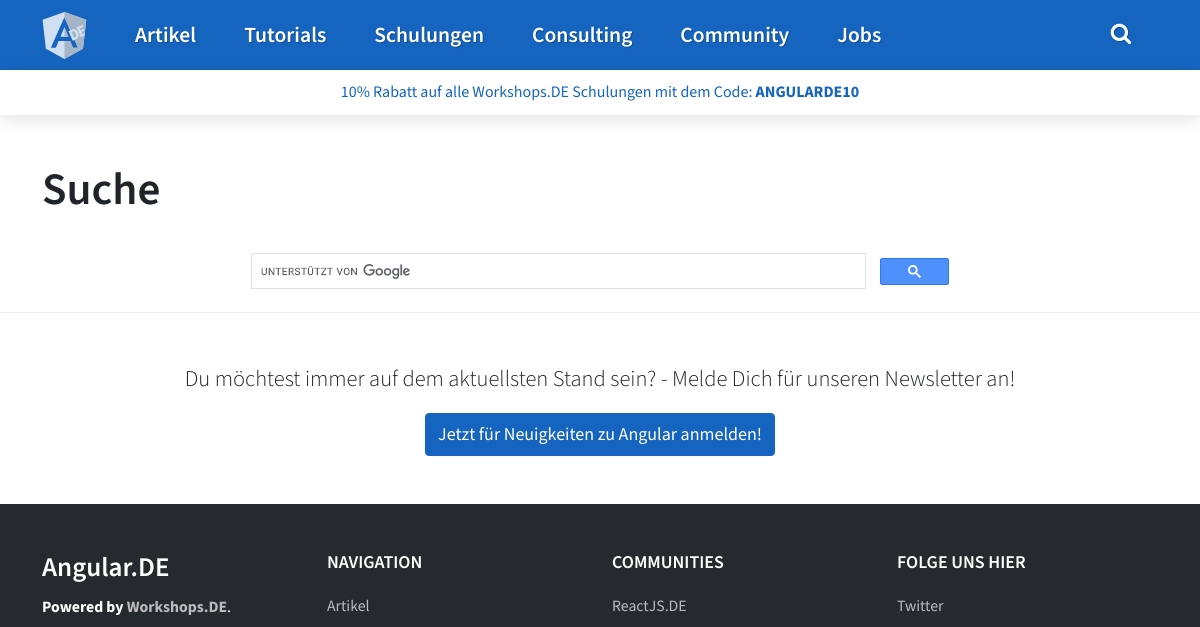 A DE Artikel Tutorials Schulungen Consulting Community Jobs
10% Rabatt auf alle Workshops.DE Schulungen mit dem Code: ANGULARDE10
Suche
UNTERSTÜTZT VON Google
Du möchtest immer auf dem aktuellsten Stand sein? - Melde Dich für unseren Newsletter an!
Jetzt für Neuigkeiten zu Angular anmelden!
Angular.DE NAVIGATION COMMUNITIES FOLGE UNS HIER
Powered by Workshops.DE. Artikel ReactJS.DE Twitter